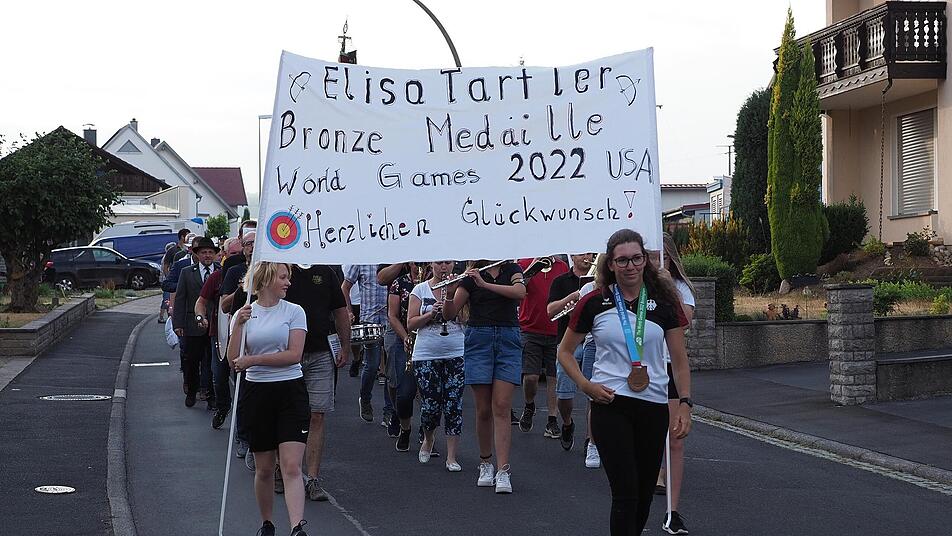 Elisa Tartler
Bronze Medaille
World Games 2022 USA
Herzlichen Glückwunsch!